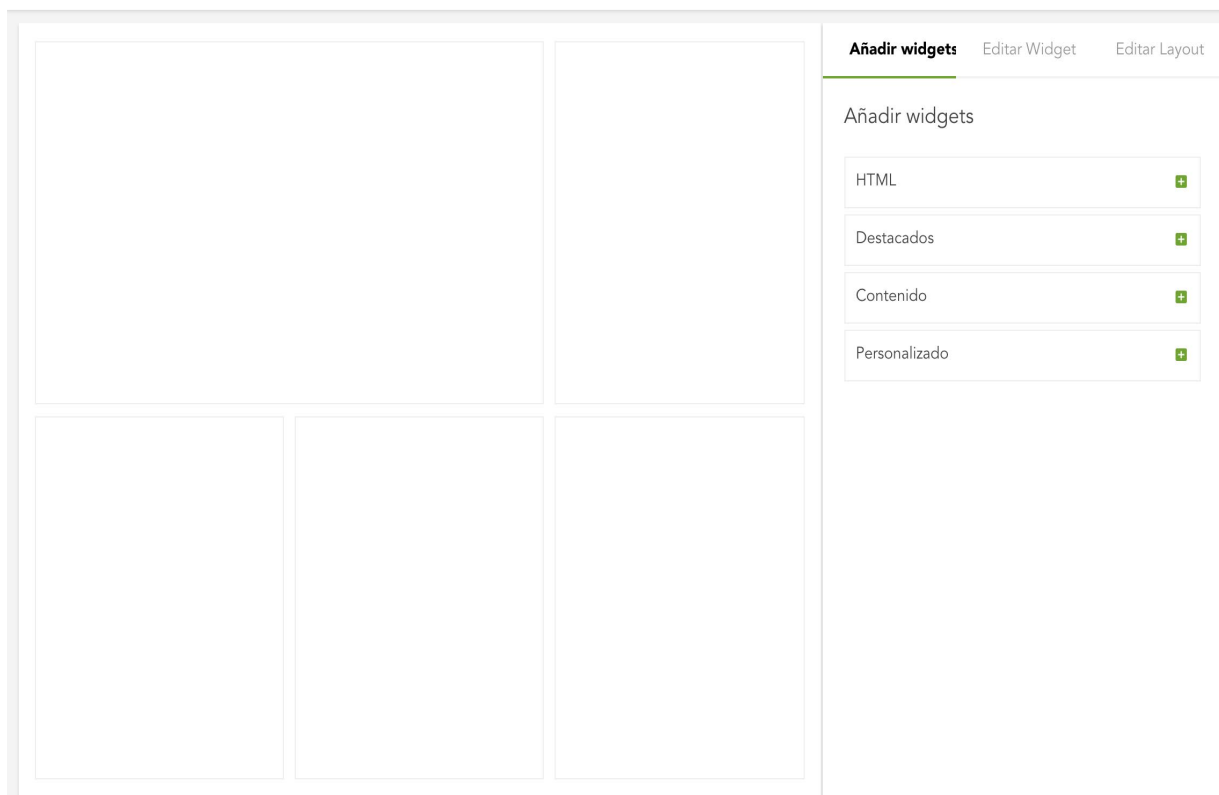 Añadir widgets Editar Widget Editar Layout
Añadir widgets
HTML
Destacados
Contenido
Personalizado